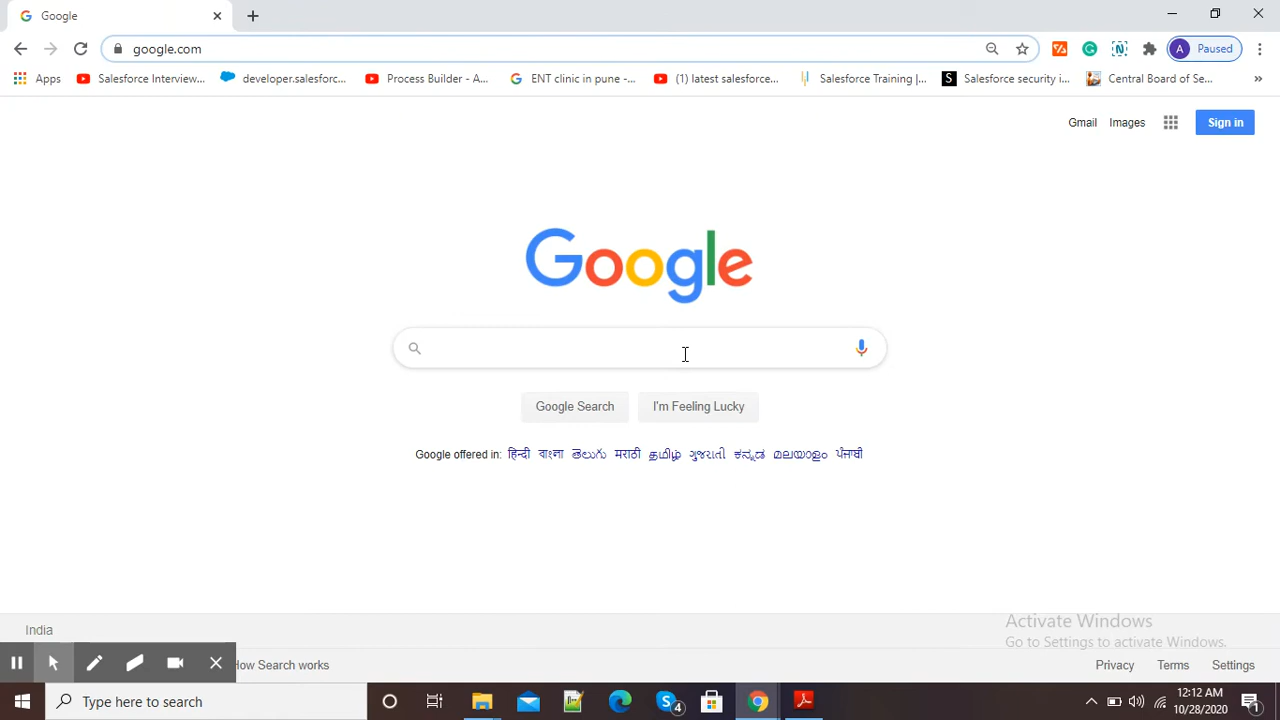 Google
google.com
A Paused
Apps Salesforce Interview... developer.salesforc... Process Builder - A... ENT clinic in pune -... (1) latest salesforce... Salesforce Training |... S Salesforce security i... Central Board of Se... »
Gmail Images Sign in
Google
Google Search I'm Feeling Lucky
Google offered in: हिन्दी বাংলা తెలుగు मराठी தமிழ் ગુજરાતી ಕನ್ನಡ മലയാളം ਪੰਜਾਬੀ
India
Activate Windows
Go to Settings to activate Windows.
How Search works Privacy Terms Settings
Type here to search
S 4
12:12 AM
10/28/2020
1